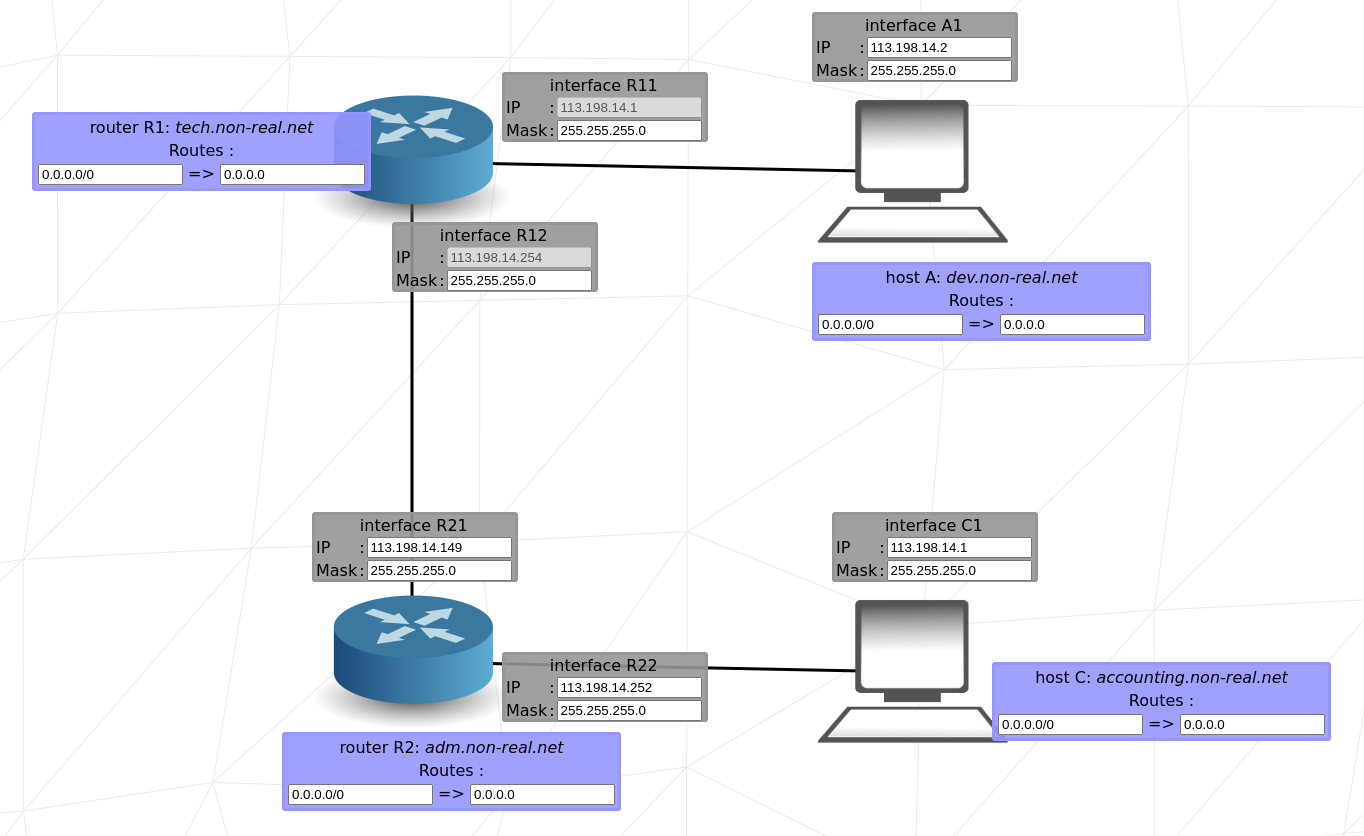 interface A1
IP : 113.198.14.2
Mask : 255.255.255.0
interface R11
IP : 113.198.14.1
Mask : 255.255.255.0
router R1: tech.non-real.net
Routes :
0.0.0.0/0 => 0.0.0.0
interface R12
IP : 113.198.14.254
Mask : 255.255.255.0
host A: dev.non-real.net
Routes :
0.0.0.0/0 => 0.0.0.0
interface R21
IP : 113.198.14.149
Mask : 255.255.255.0
interface C1
IP : 113.198.14.1
Mask : 255.255.255.0
interface R22
IP : 113.198.14.252
Mask : 255.255.255.0
host C: accounting.non-real.net
Routes :
0.0.0.0/0 => 0.0.0.0
router R2: adm.non-real.net
Routes :
0.0.0.0/0 => 0.0.0.0